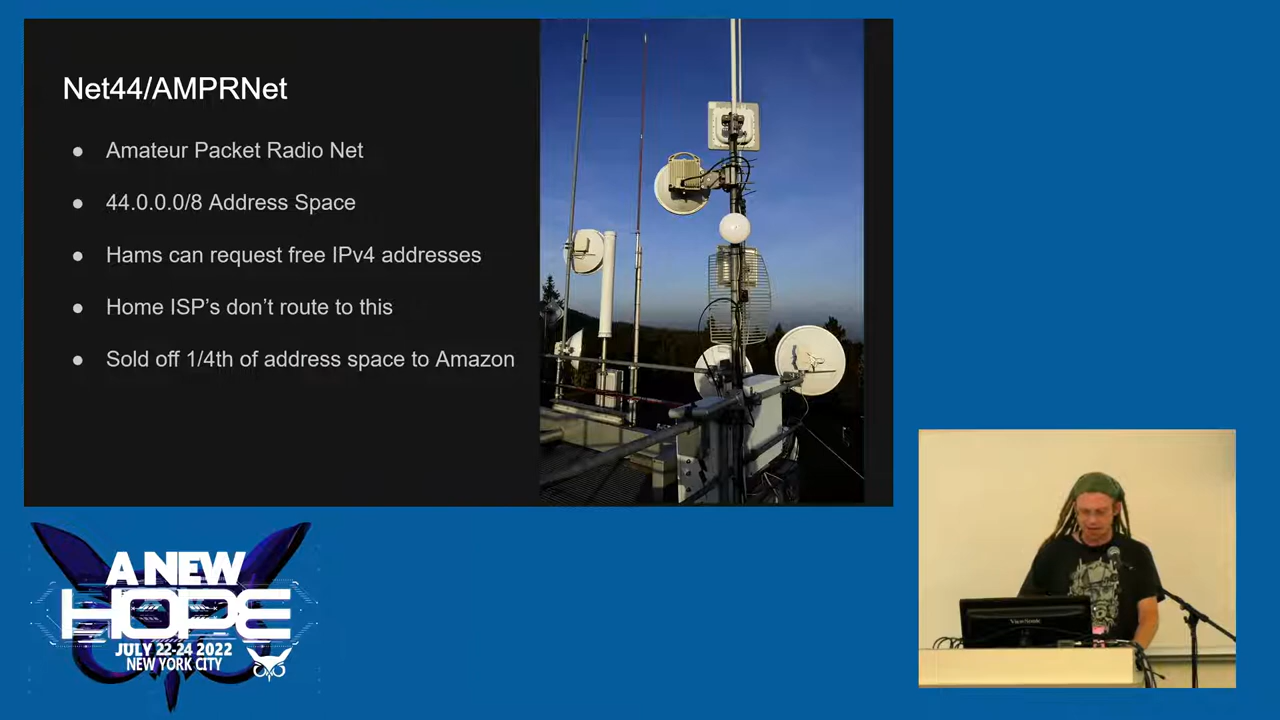 Net44/AMPRNet
● Amateur Packet Radio Net
● 44.0.0.0/8 Address Space
● Hams can request free IPv4 addresses
● Home ISP's don't route to this
● Sold off 1/4th of address space to Amazon
A NEW
HOPE
JULY 22-24 2022
NEW YORK CITY
ViewSonic